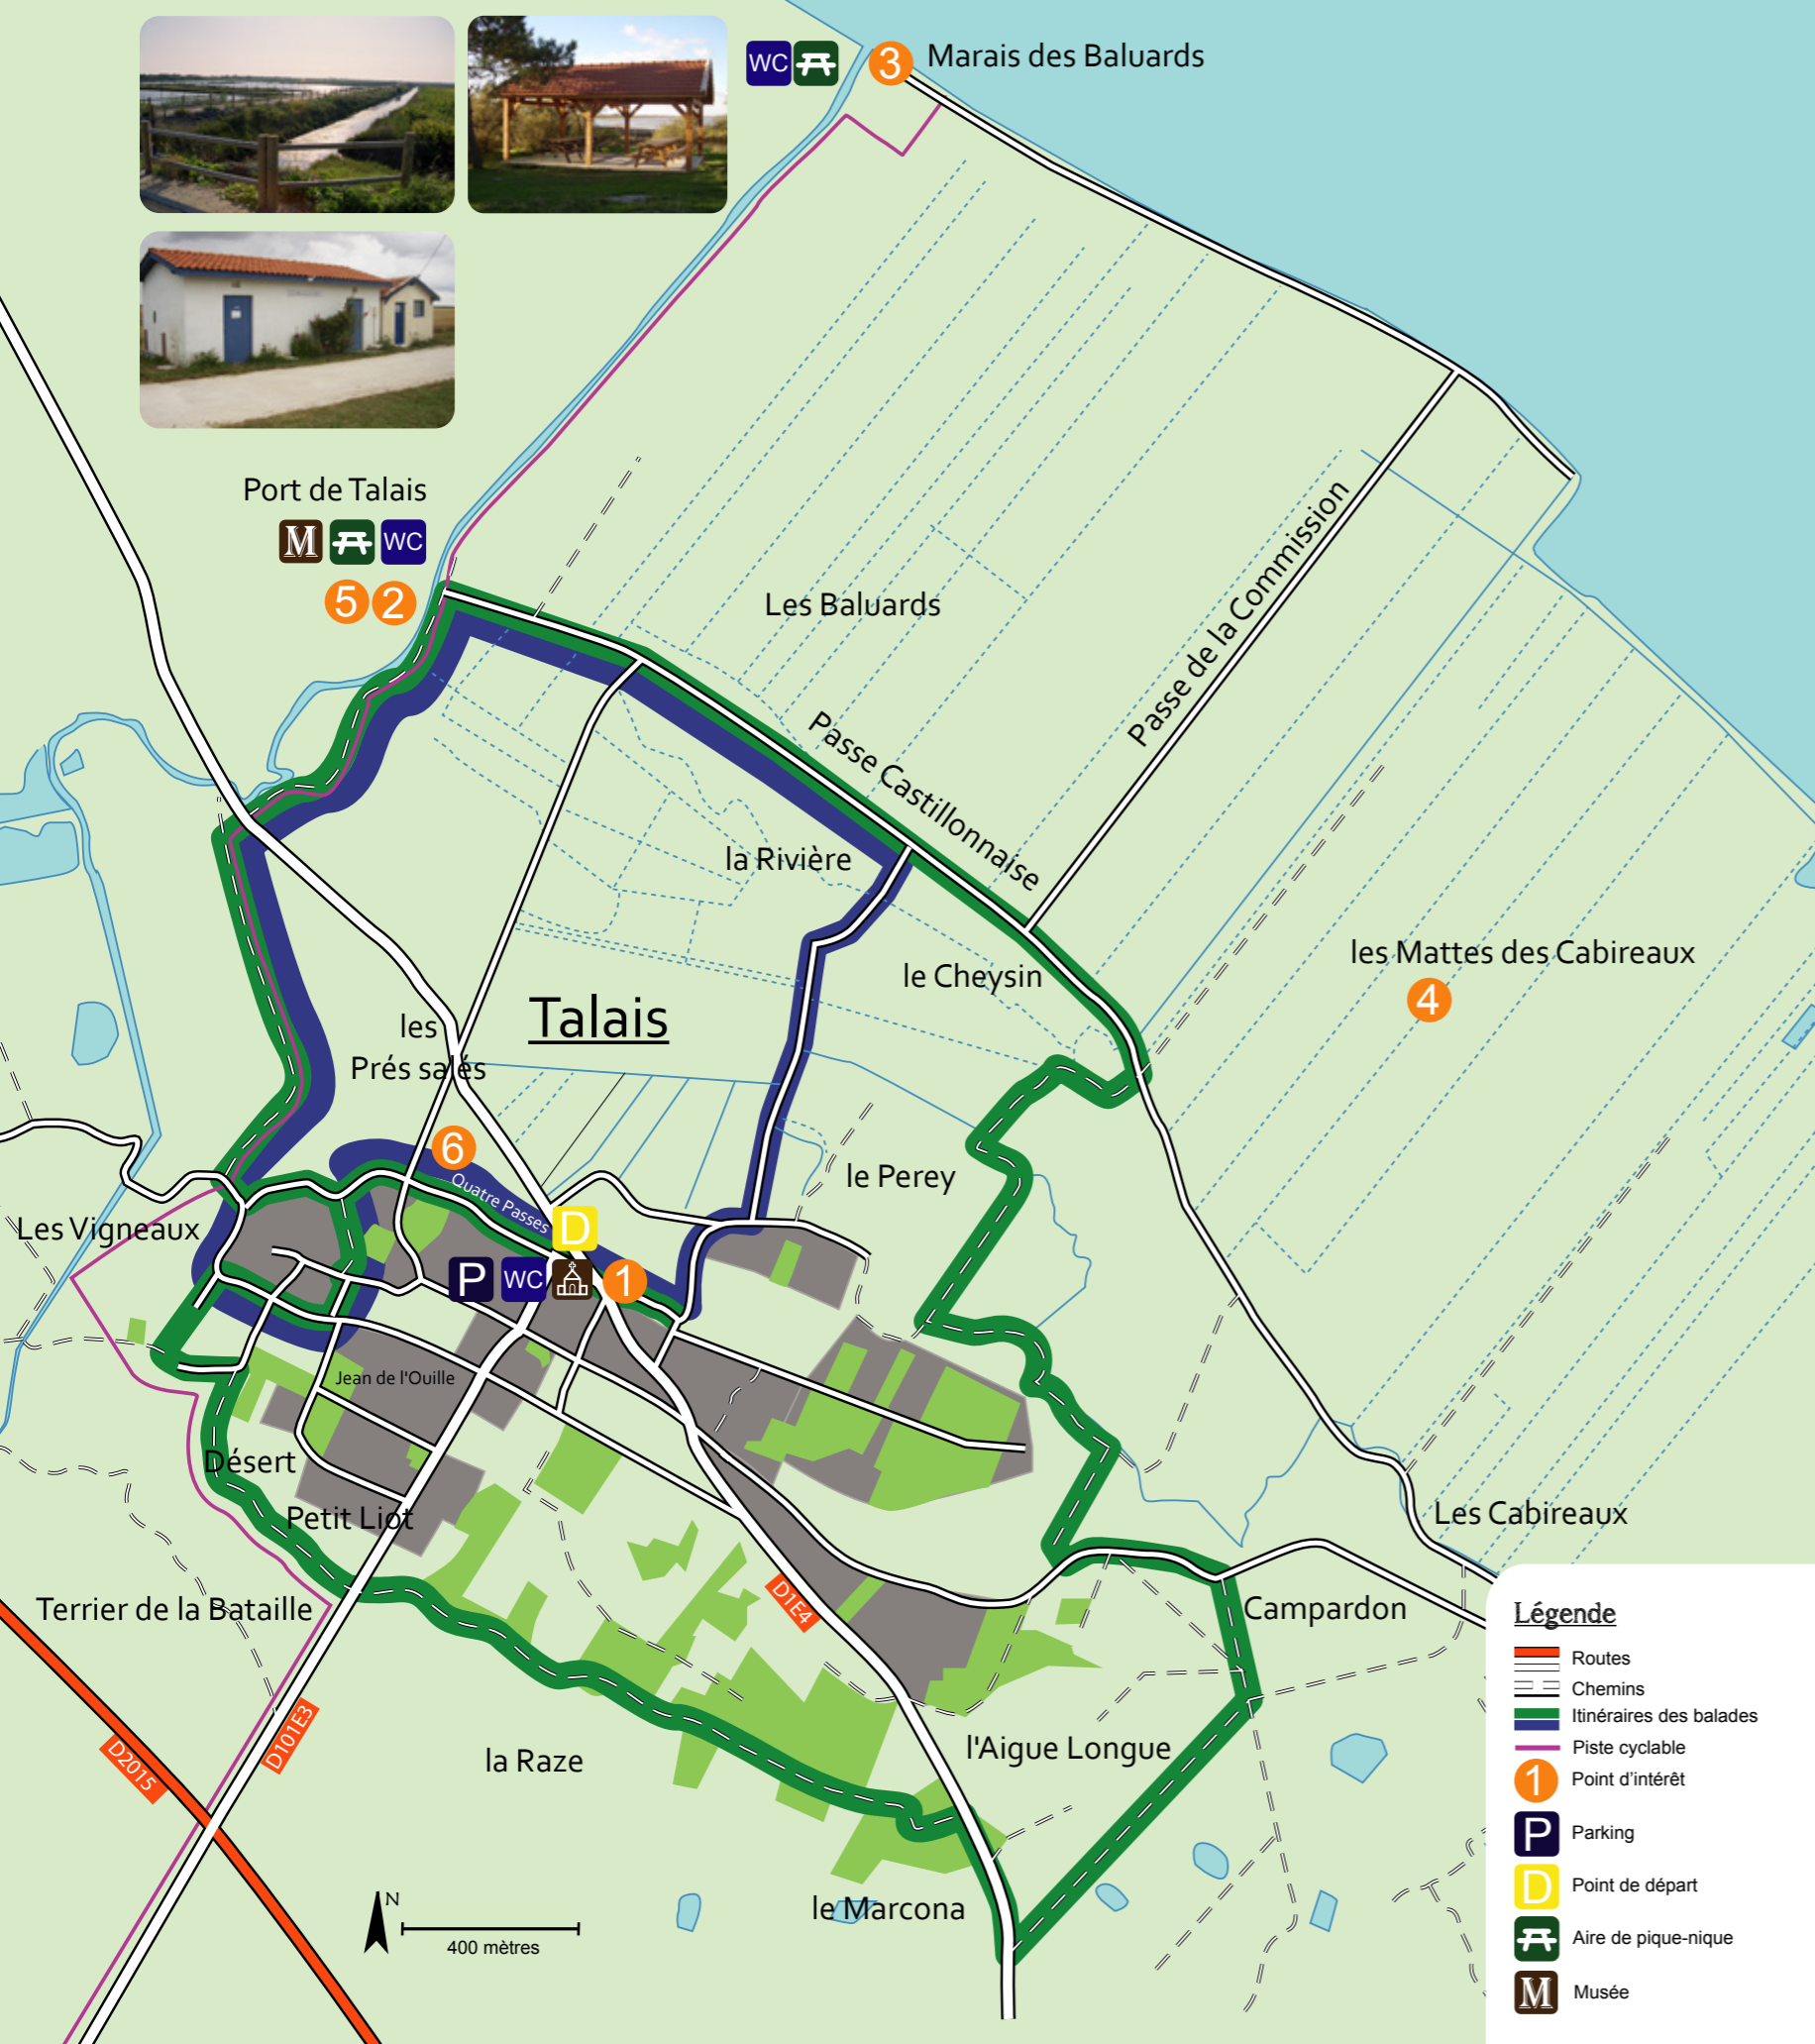 WC
3
Marais des Baluards
Port de Talais
M
WC
5
2
Les Baluards
Passe de la Commission
Passe Castillonnaise
la Rivière
le Cheysin
les Mattes des Cabireaux
4
Talais
les
Prés salés
6
Quatre Passes
le Perey
Les Vigneaux
D
P
WC
1
Jean de l'Ouille
Désert
Petit Liot
Les Cabireaux
Terrier de la Bataille
D1E4
Campardon
D101E3
D2015
la Raze
l'Aigue Longue
le Marcona
N
400 mètres
Légende
Routes
Chemins
Itinéraires des balades
Piste cyclable
1 Point d'intérêt
P Parking
D Point de départ
Aire de pique-nique
M Musée